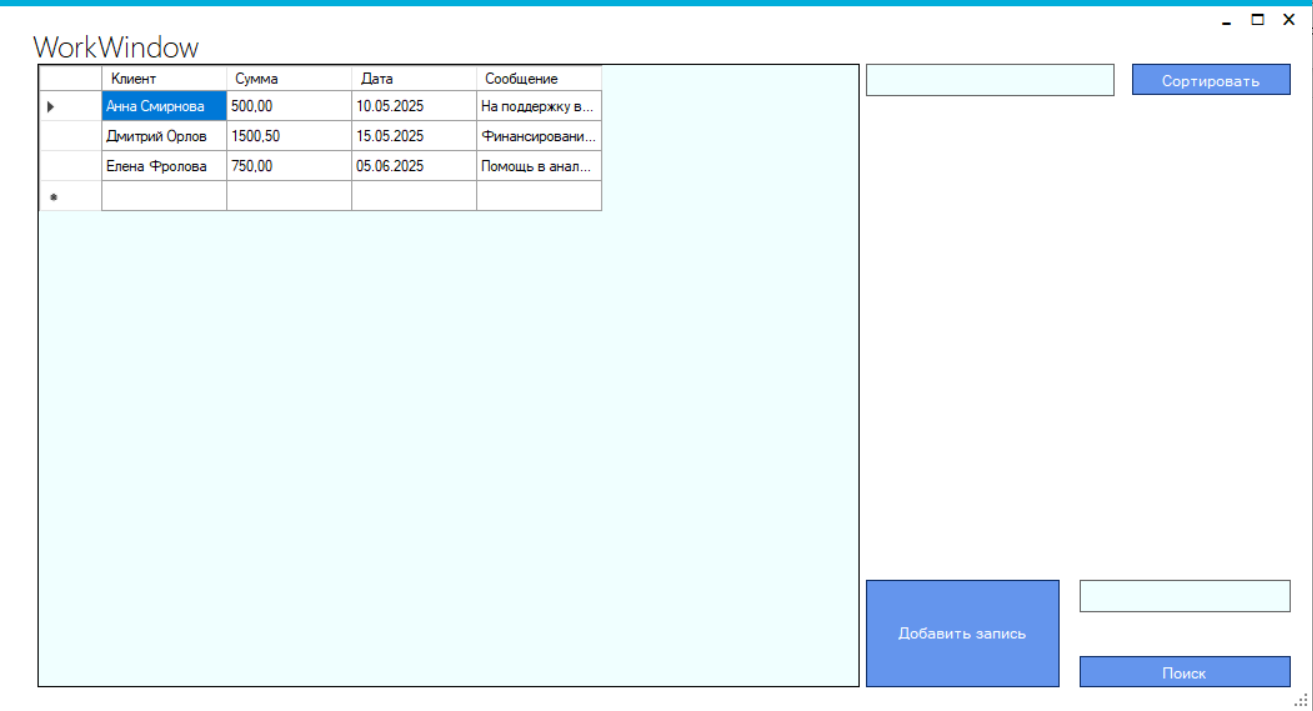 WorkWindow
Клиент Сумма Дата Сообщение Сортировать
Анна Смирнова 500,00 10.05.2025 На поддержку в...
Дмитрий Орлов 1500,50 15.05.2025 Финансировани...
Елена Фролова 750,00 05.06.2025 Помощь в анал...
Добавить запись
Поиск